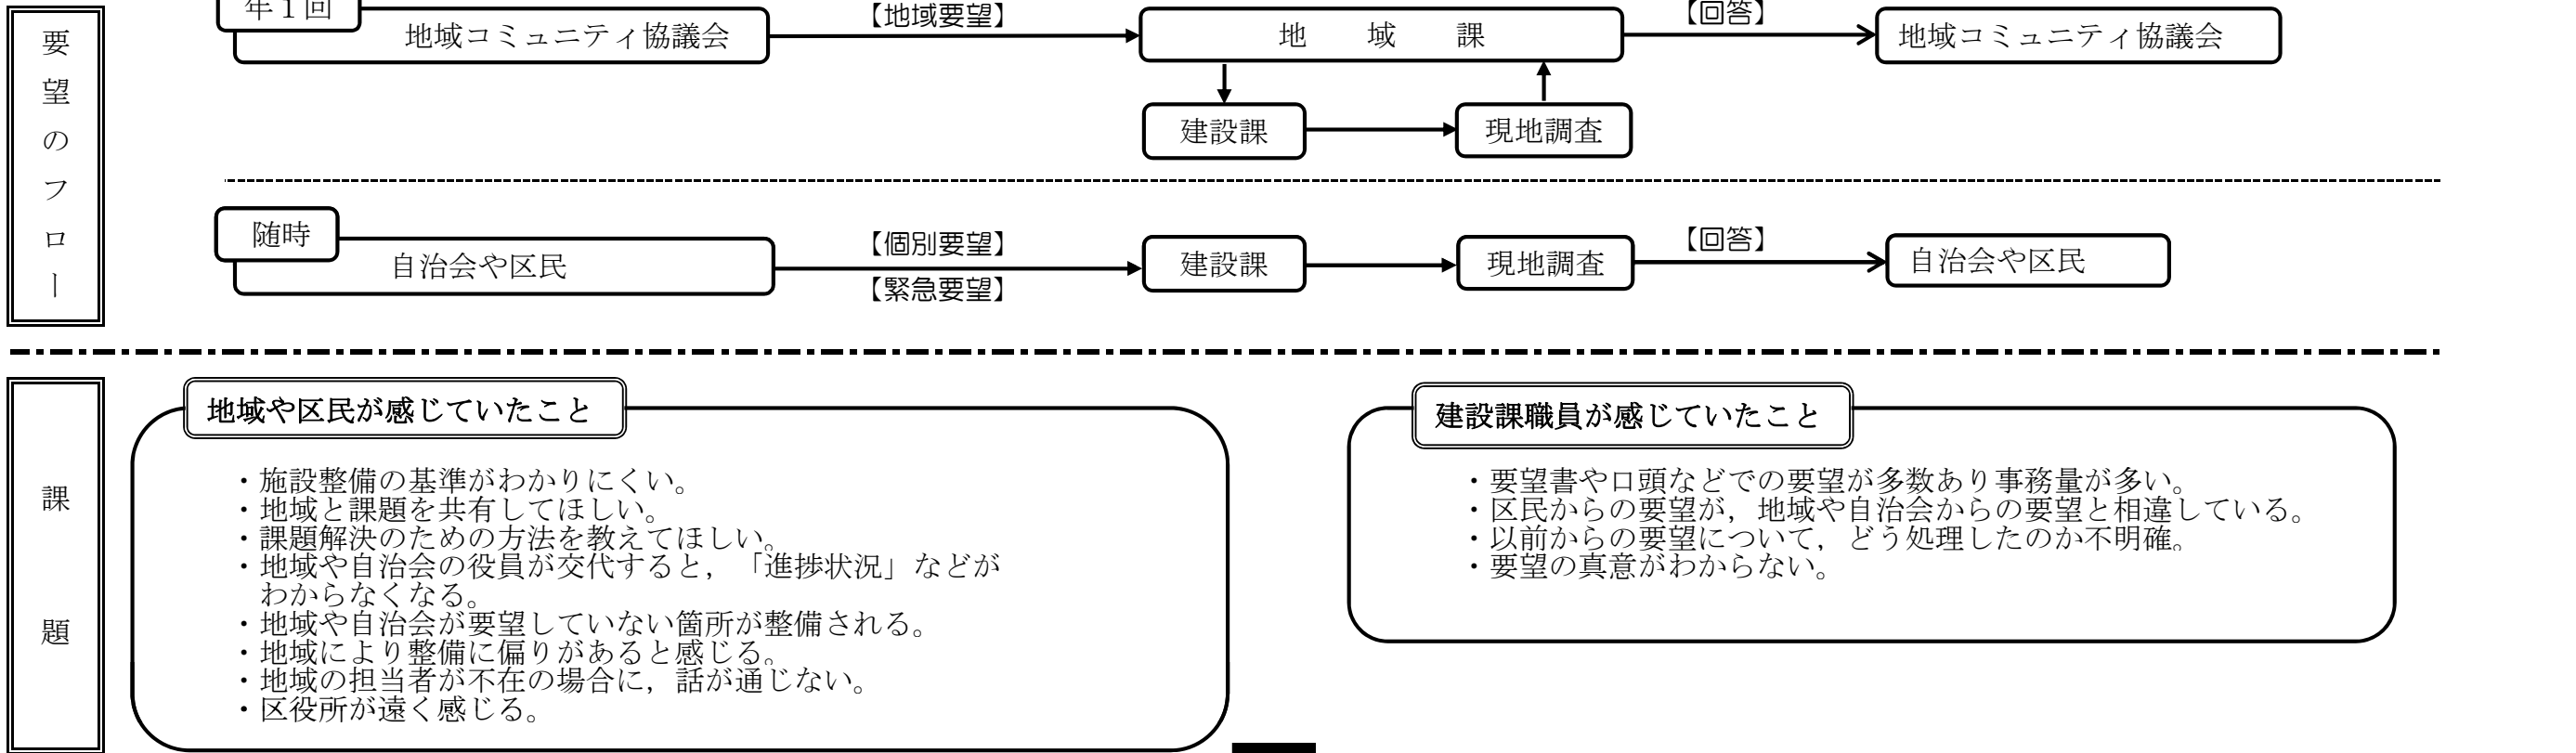 要望のフロー
年１回
地域コミュニティ協議会
【地域要望】
地域課
【回答】
地域コミュニティ協議会
建設課
現地調査
随時
自治会や区民
【個別要望】
【緊急要望】
建設課
現地調査
【回答】
自治会や区民
課題
地域や区民が感じていたこと
・施設整備の基準がわかりにくい。
・地域と課題を共有してほしい。
・課題解決のための方法を教えてほしい。
・地域や自治会の役員が交代すると，「進捗状況」などが
わからなくなる。
・地域や自治会が要望していない箇所が整備される。
・地域により整備に偏りがあると感じる。
・地域の担当者が不在の場合に，話が通じない。
・区役所が遠く感じる。
建設課職員が感じていたこと
・要望書や口頭などでの要望が多数あり事務量が多い。
・区民からの要望が，地域や自治会からの要望と相違している。
・以前からの要望について，どう処理したのか不明確。
・要望の真意がわからない。